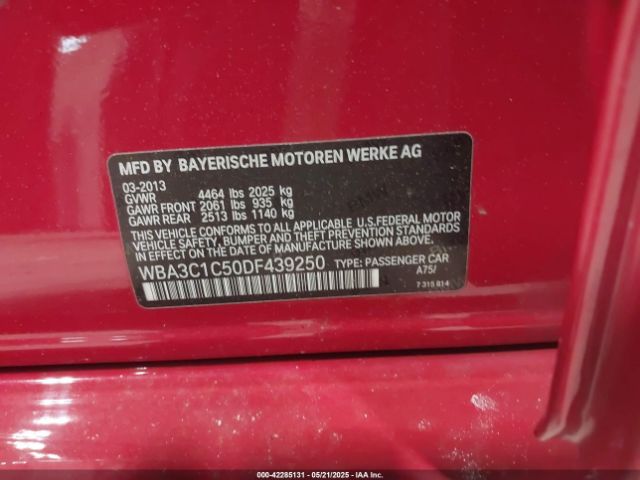 MFD BY BAYERISCHE MOTOREN WERKE AG
03-2013
GVWR 4464 lbs 2025 kg
GAWR FRONT 2061 lbs 935 kg
GAWR REAR 2513 lbs 1140 kg
THIS VEHICLE CONFORMS TO ALL APPLICABLE U.S.FEDERAL MOTOR
VEHICLE SAFETY, BUMPER, AND THEFT PREVENTION STANDARDS
IN EFFECT ON THE DATE OF MANUFACTURE SHOWN ABOVE.
WBA3C1C50DF439250 TYPE: PASSENGER CAR
A75/
7 315 814
000-42285131 - 05/21/2025 - IAAI, Inc.